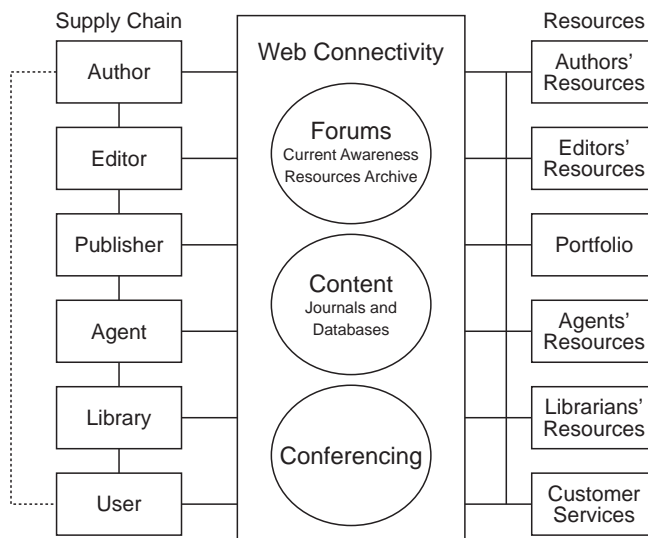 Supply Chain
Author
Editor
Publisher
Agent
Library
User
Web Connectivity
Forums
Current Awareness
Resources Archive
Content
Journals and
Databases
Conferencing
Resources
Authors’
Resources
Editors’
Resources
Portfolio
Agents’
Resources
Librarians’
Resources
Customer
Services